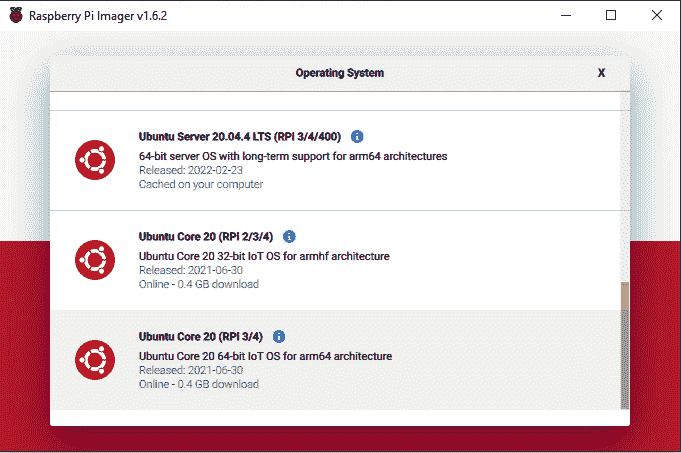 Raspberry Pi Imager v1.6.2
Operating System X
Ubuntu Server 20.04.4 LTS (RPI 3/4/400)
64-bit server OS with long-term support for arm64 architectures
Released: 2022-02-23
Cached on your computer
Ubuntu Core 20 (RPI 2/3/4)
Ubuntu Core 20 32-bit IoT OS for armhf architecture
Released: 2021-06-30
Online - 0.4 GB download
Ubuntu Core 20 (RPI 3/4)
Ubuntu Core 20 64-bit IoT OS for arm64 architecture
Released: 2021-06-30
Online - 0.4 GB download